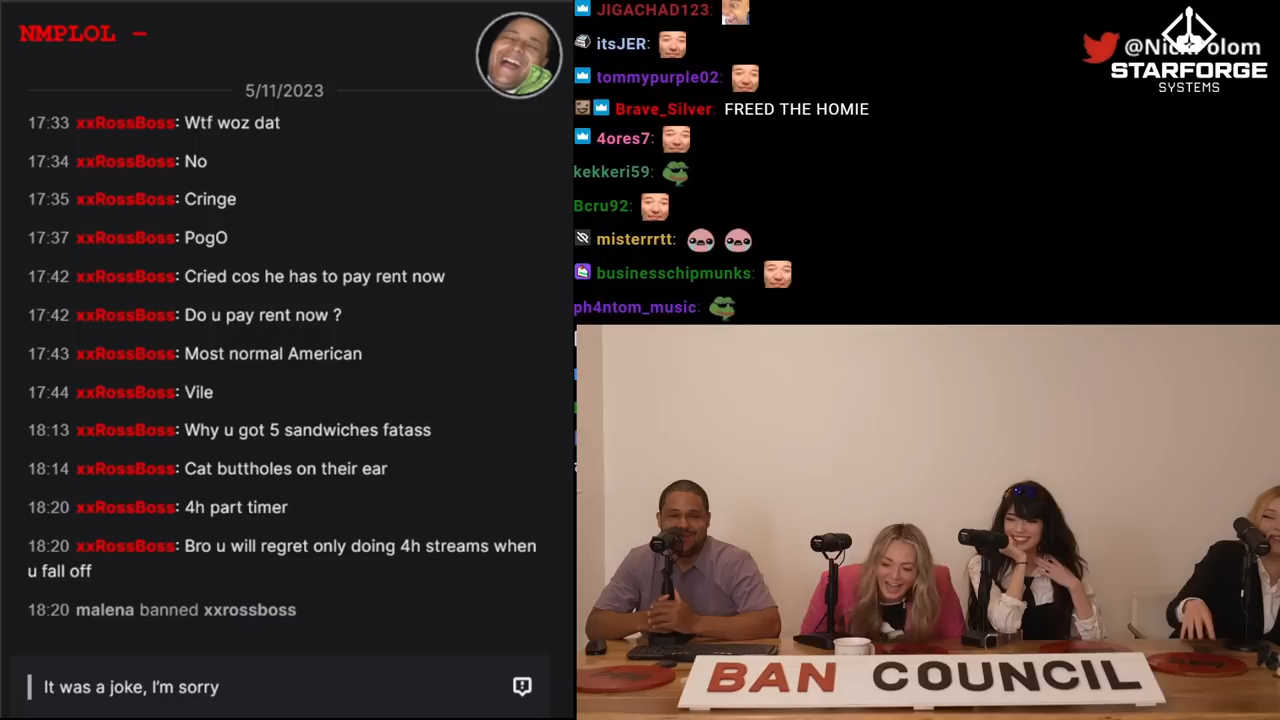 NMPLOL -
5/11/2023
17:33 xxRossBoss: Wtf woz dat
17:34 xxRossBoss: No
17:35 xxRossBoss: Cringe
17:37 xxRossBoss: PogO
17:42 xxRossBoss: Cried cos he has to pay rent now
17:42 xxRossBoss: Do u pay rent now ?
17:43 xxRossBoss: Most normal American
17:44 xxRossBoss: Vile
18:13 xxRossBoss: Why u got 5 sandwiches fatass
18:14 xxRossBoss: Cat buttholes on their ear
18:20 xxRossBoss: 4h part timer
18:20 xxRossBoss: Bro u will regret only doing 4h streams when
u fall off
18:20 malena banned xxrossboss
It was a joke, I'm sorry
JIGACHAD123:
itsJER:
tommypurple02:
Brave_Silver: FREED THE HOMIE
4ores7:
kekkeri59:
Bcru92:
misterrrtt:
businesschipmunks:
ph4ntom_music:
STARFORGE
SYSTEMS
BAN COUNCIL